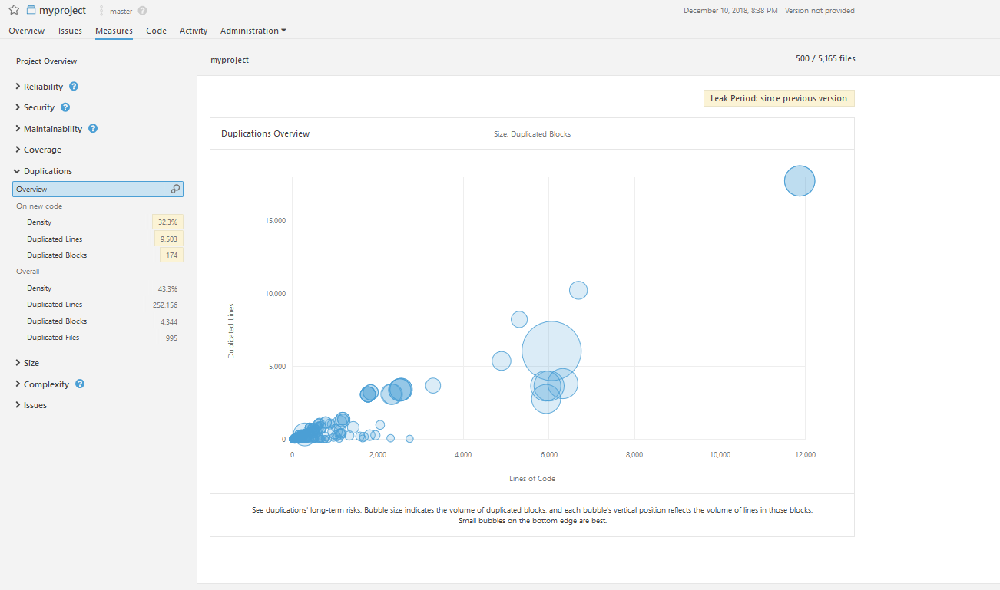 myproject master ?
December 10, 2018, 8:38 PM Version not provided
Overview Issues Measures Code Activity Administration
Project Overview
Reliability ?
Security ?
Maintainability ?
Coverage
Duplications
Overview
On new code
Density 32.3%
Duplicated Lines 9,503
Duplicated Blocks 174
Overall
Density 43.3%
Duplicated Lines 252,156
Duplicated Blocks 4,344
Duplicated Files 995
Size
Complexity ?
Issues
myproject 500 / 5,165 files
Leak Period: since previous version
Duplications Overview Size: Duplicated Blocks
15,000
10,000
5,000
0
Duplicated Lines
0 2,000 4,000 6,000 8,000 10,000 12,000
Lines of Code
See duplications' long-term risks. Bubble size indicates the volume of duplicated blocks, and each bubble's vertical position reflects the volume of lines in those blocks.
Small bubbles on the bottom edge are best.